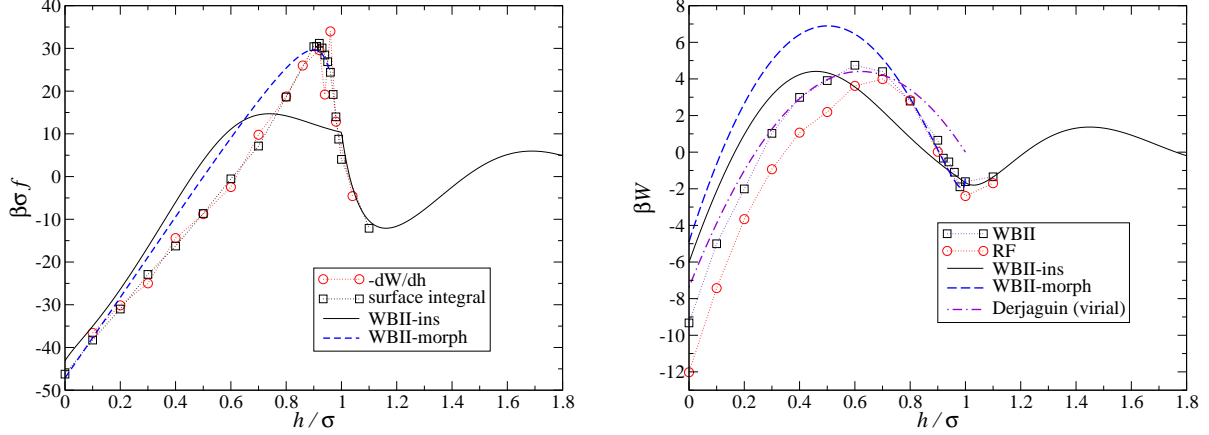 βσf
40
30
20
10
0
-10
-20
-30
-40
-50
0 0.2 0.4 0.6 0.8 1 1.2 1.4 1.6 1.8
h / σ
-dW/dh
surface integral
WBII-ins
WBII-morph
βW
8
6
4
2
0
-2
-4
-6
-8
-10
-12
0 0.2 0.4 0.6 0.8 1 1.2 1.4 1.6 1.8
h / σ
WBII
RF
WBII-ins
WBII-morph
Derjaguin (virial)